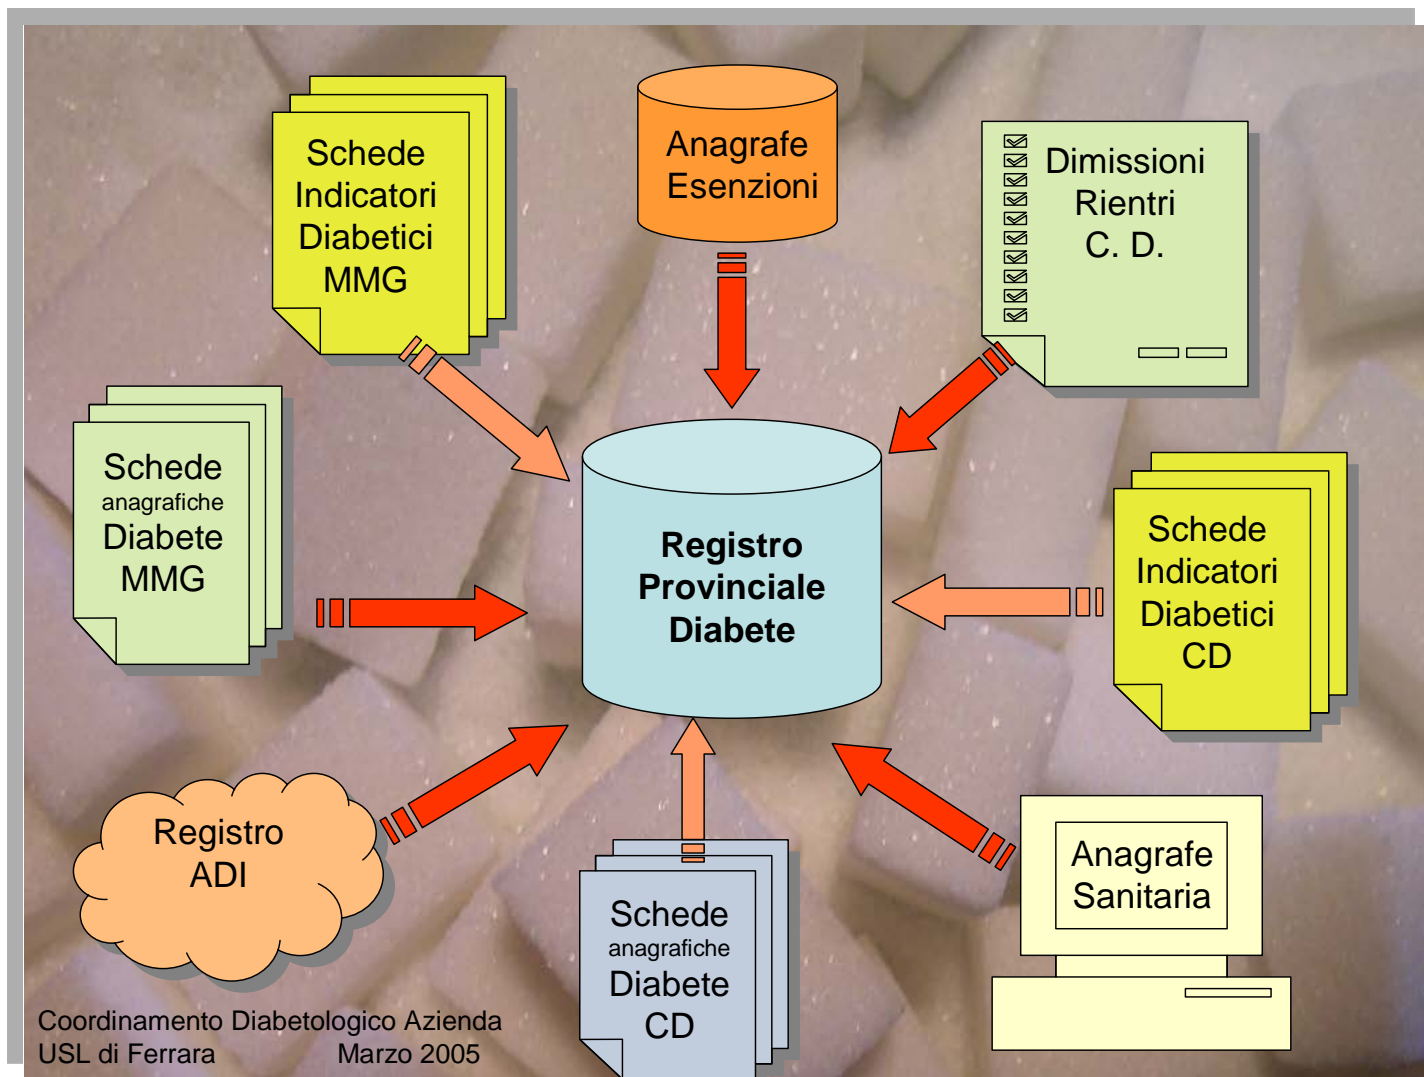 Schede
Indicatori
Diabetici
MMG
Anagrafe
Esenzioni
Dimissioni
Rientri
C. D.
Schede
anagrafiche
Diabete
MMG
Registro
Provinciale
Diabete
Schede
Indicatori
Diabetici
CD
Registro
ADI
Schede
anagrafiche
Diabete
CD
Anagrafe
Sanitaria
Coordinamento Diabetologico Azienda
USL di Ferrara Marzo 2005